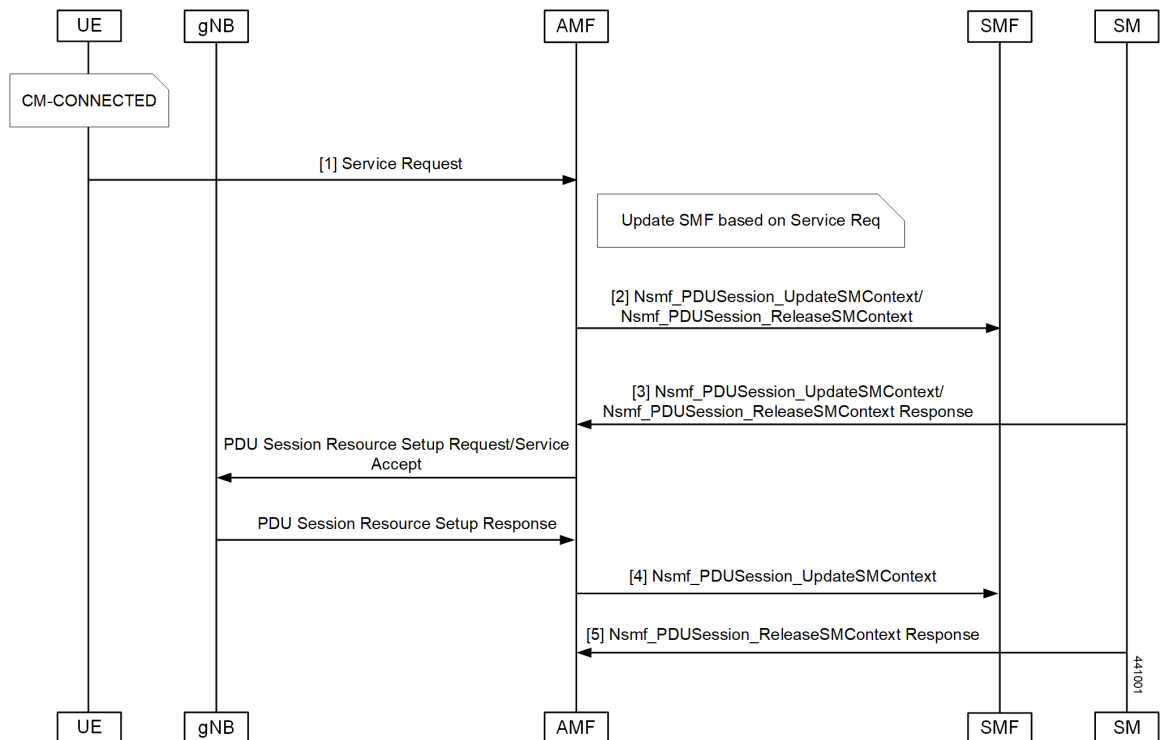 UE
gNB
AMF
SMF
SM
CM-CONNECTED
[1] Service Request
Update SMF based on Service Req
[2] Nsmf_PDUSession_UpdateSMContext/
Nsmf_PDUSession_ReleaseSMContext
[3] Nsmf_PDUSession_UpdateSMContext/
Nsmf_PDUSession_ReleaseSMContext Response
PDU Session Resource Setup Request/Service
Accept
PDU Session Resource Setup Response
[4] Nsmf_PDUSession_UpdateSMContext
[5] Nsmf_PDUSession_ReleaseSMContext Response
441001
UE
gNB
AMF
SMF
SM